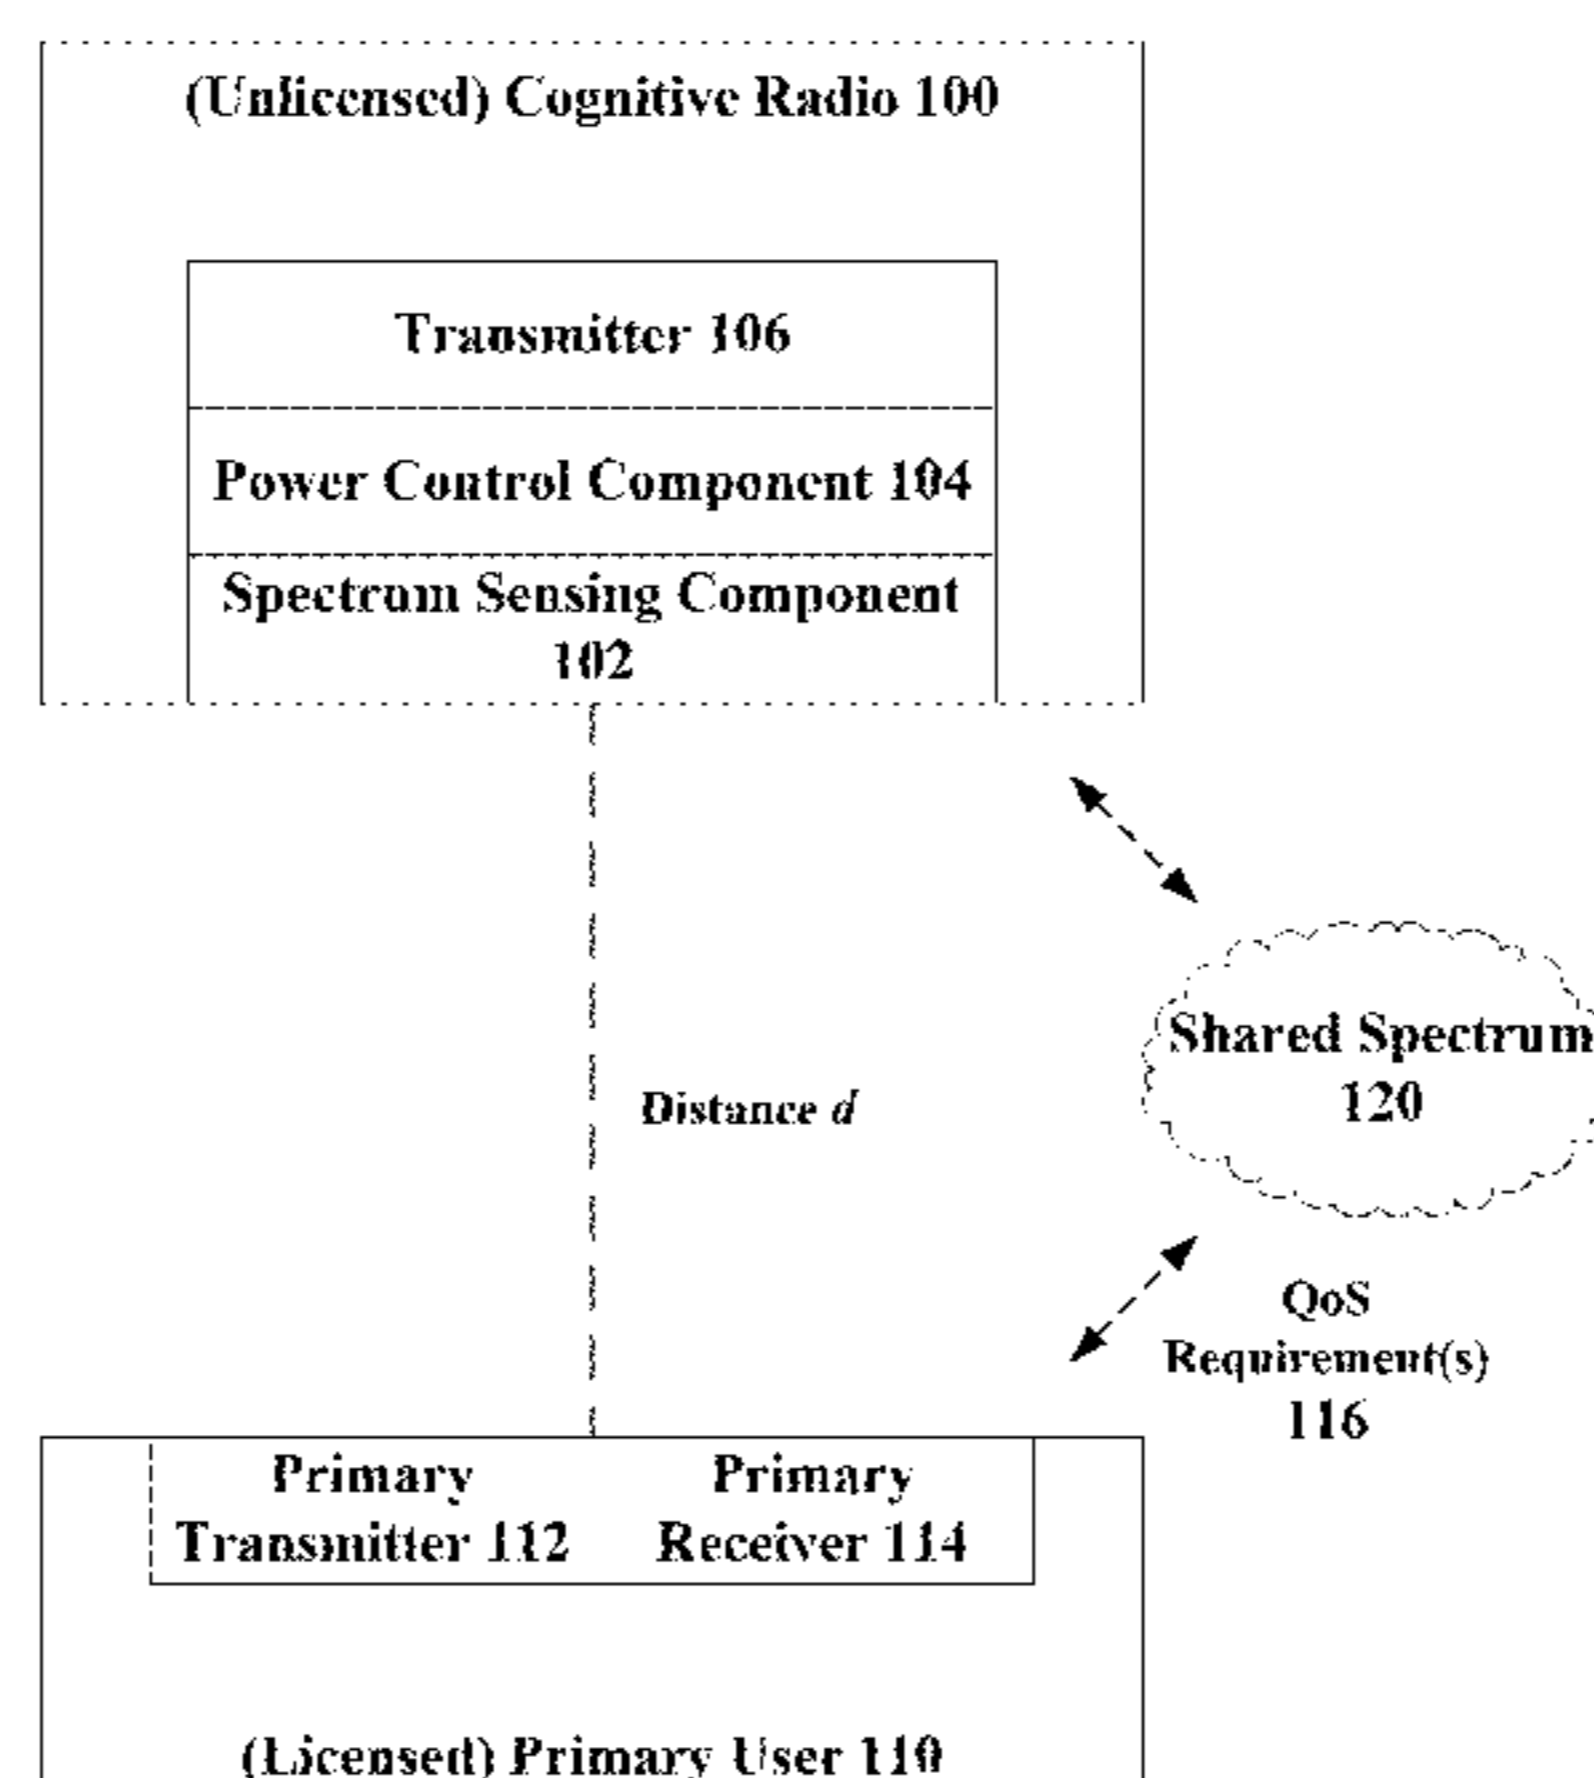 (Unlicensed) Cognitive Radio 100
Transmitter 106
Power Control Component 104
Spectrum Sensing Component
102
Distance d
Shared Spectrum
120
QoS
Requirement(s)
116
Primary
Transmitter 112
Primary
Receiver 114
(Licensed) Primary User 110